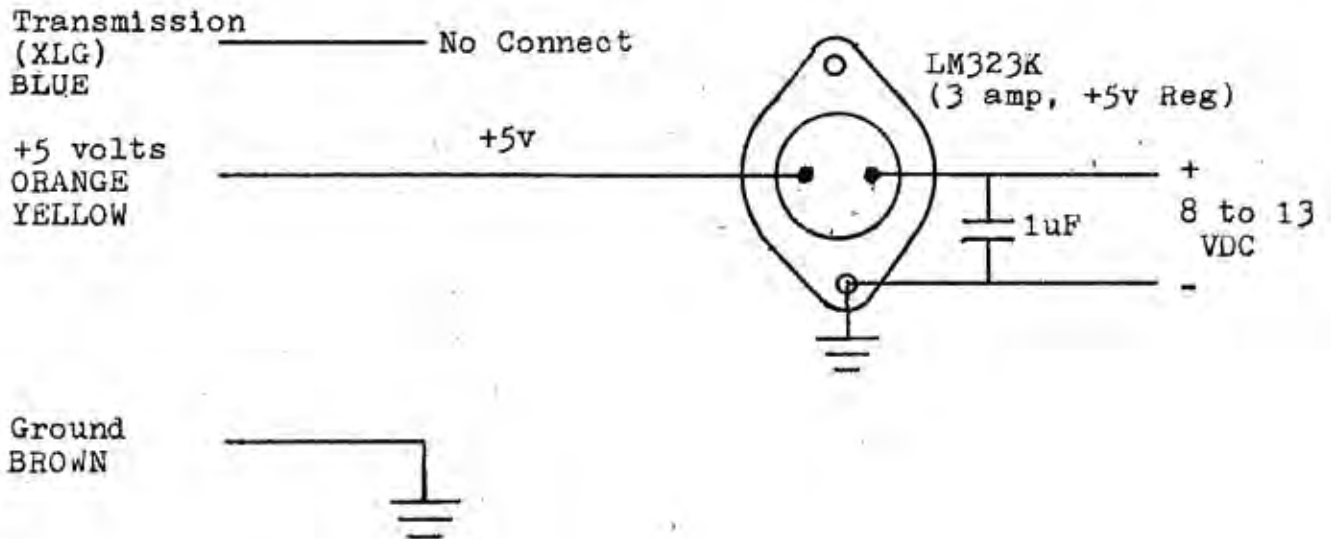 Transmission
(XLG)
BLUE
No Connect
LM323K
(3 amp, +5v Reg)
+5 volts
ORANGE
YELLOW
+5v
+
8 to 13
VDC
1uF
-
Ground
BROWN